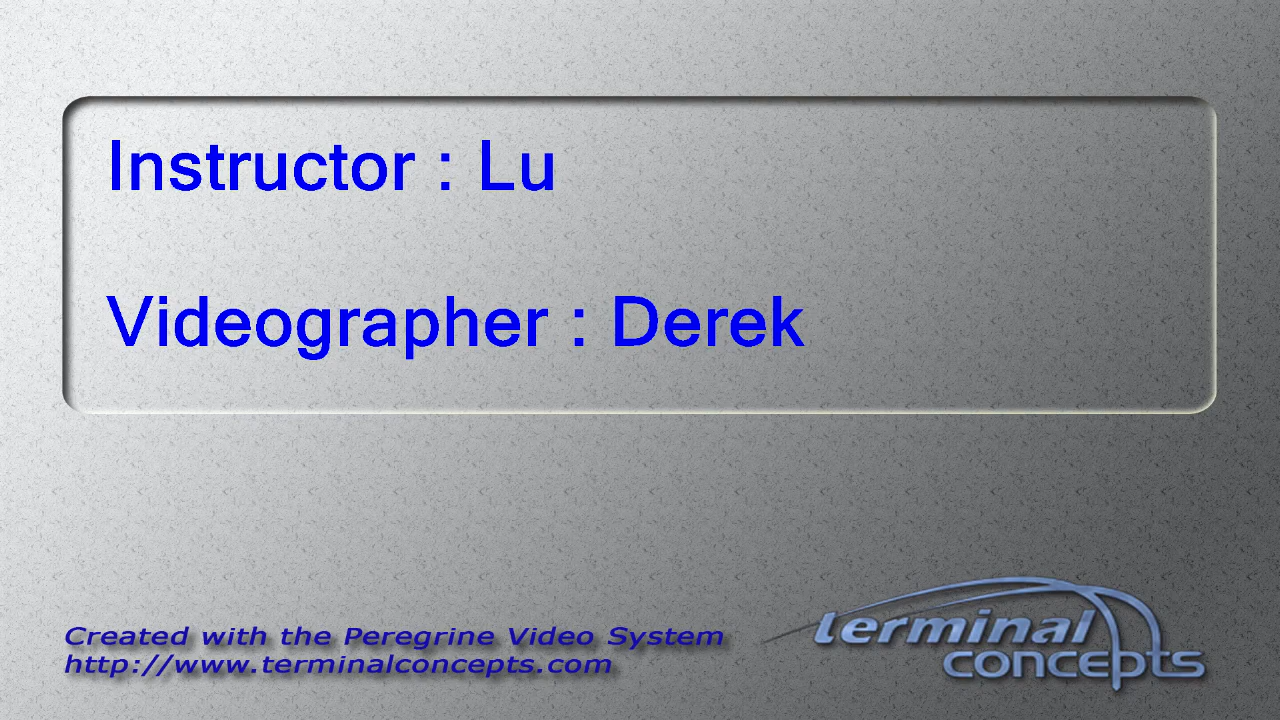 Instructor : Lu
Videographer : Derek
Created with the Peregrine Video System
http://www.terminalconcepts.com
terminal
concepts